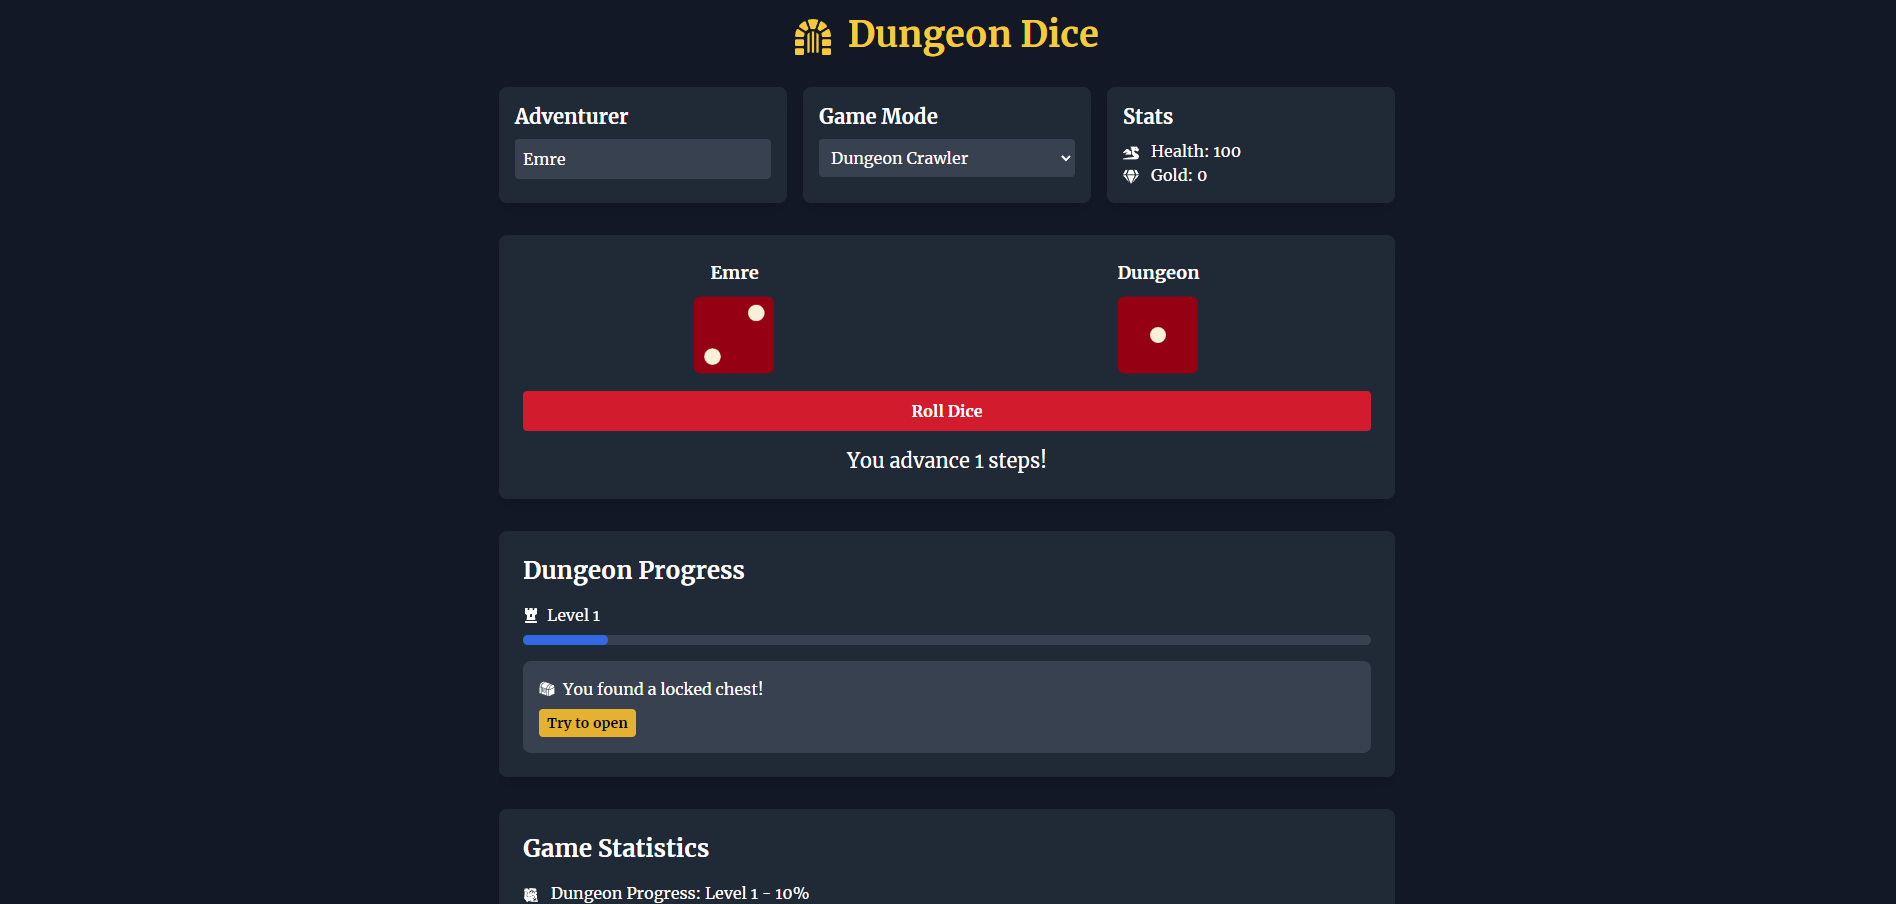 Dungeon Dice
Adventurer
Emre
Game Mode
Dungeon Crawler
Stats
Health: 100
Gold: 0
Emre
Dungeon
Roll Dice
You advance 1 steps!
Dungeon Progress
Level 1
You found a locked chest!
Try to open
Game Statistics
Dungeon Progress: Level 1 - 10%